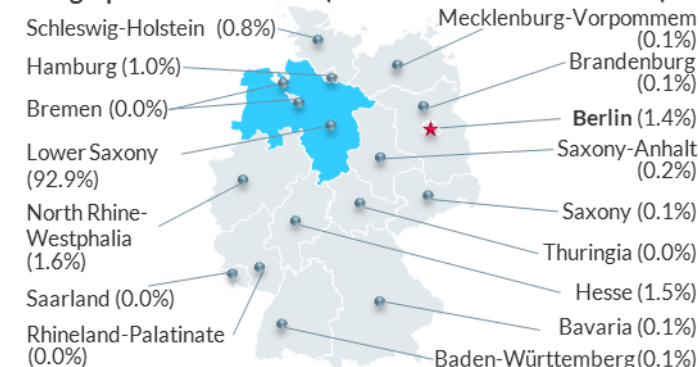 Schleswig-Holstein (0.8%)
Hamburg (1.0%)
Bremen (0.0%)
Lower Saxony
(92.9%)
North Rhine-
Westphalia
(1.6%)
Saarland (0.0%)
Rhineland-Palatinate
(0.0%)
Mecklenburg-Vorpommern
(0.1%)
Brandenburg
(0.1%)
Berlin (1.4%)
Saxony-Anhalt
(0.2%)
Saxony (0.1%)
Thuringia (0.0%)
Hesse (1.5%)
Bavaria (0.1%)
Baden-Württemberg(0.1%)